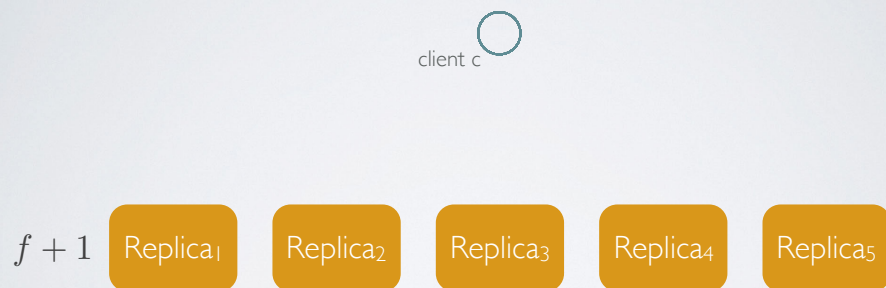 client c
f + 1 Replica₁ Replica₂ Replica₃ Replica₄ Replica₅